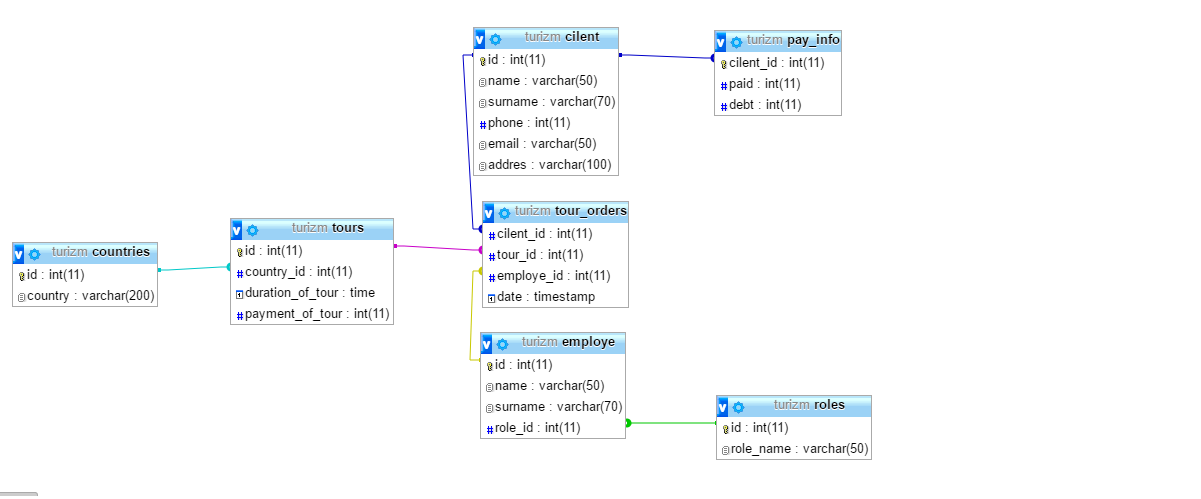 turizm cilent
id : int(11)
name : varchar(50)
surname : varchar(70)
phone : int(11)
email : varchar(50)
addres : varchar(100)
turizm pay_info
cilent_id : int(11)
paid : int(11)
debt : int(11)
turizm tour_orders
cilent_id : int(11)
tour_id : int(11)
employe_id : int(11)
date : timestamp
turizm tours
id : int(11)
country_id : int(11)
duration_of_tour : time
payment_of_tour : int(11)
turizm countries
id : int(11)
country : varchar(200)
turizm employe
id : int(11)
name : varchar(50)
surname : varchar(70)
role_id : int(11)
turizm roles
id : int(11)
role_name : varchar(50)